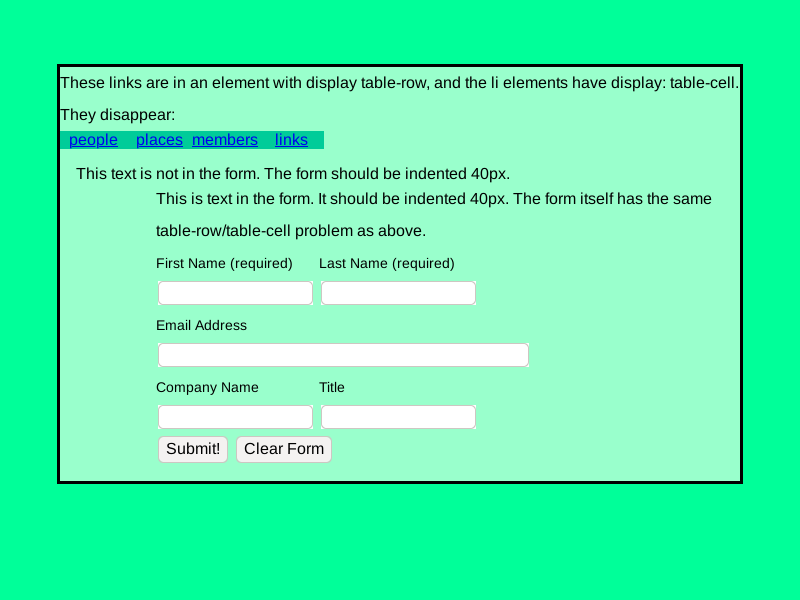 These links are in an element with display table-row, and the li elements have display: table-cell.
They disappear:
people places members links
This text is not in the form. The form should be indented 40px.
This is text in the form. It should be indented 40px. The form itself has the same
table-row/table-cell problem as above.
First Name (required) Last Name (required)
Email Address
Company Name Title
Submit! Clear Form